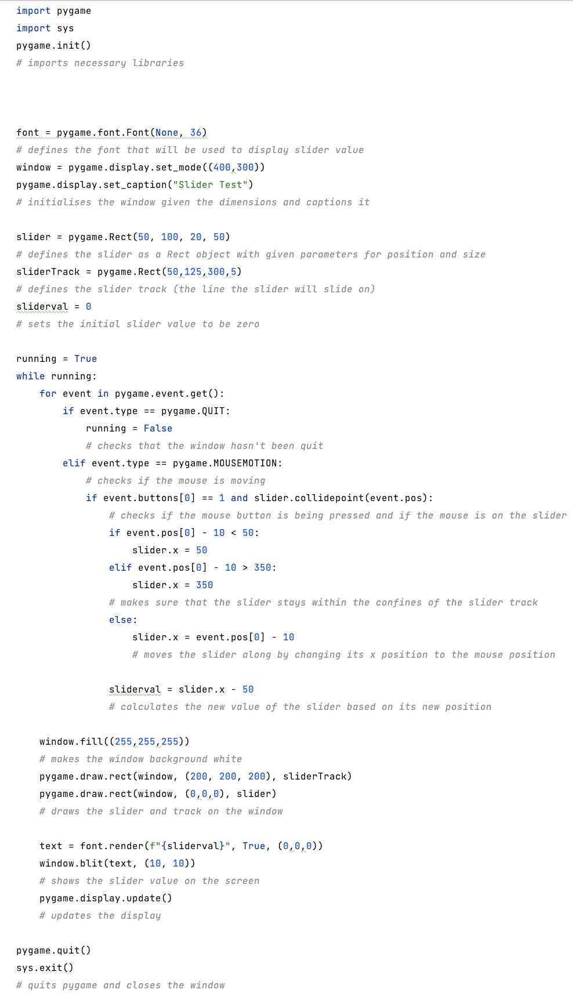 import pygame
import sys
pygame.init()
# imports necessary libraries
font = pygame.font.Font(None, 36)
# defines the font that will be used to display slider value
window = pygame.display.set_mode((400,300))
pygame.display.set_caption("Slider Test")
# initialises the window given the dimensions and captions it
slider = pygame.Rect(50, 100, 20, 50)
# defines the slider as a Rect object with given parameters for position and size
sliderTrack = pygame.Rect(50,125,300,5)
# defines the slider track (the line the slider will slide on)
sliderval = 0
# sets the initial slider value to be zero
running = True
while running:
    for event in pygame.event.get():
        if event.type == pygame.QUIT:
            running = False
            # checks that the window hasn't been quit
        elif event.type == pygame.MOUSEMOTION:
            # checks if the mouse is moving
            if event.buttons[0] == 1 and slider.collidepoint(event.pos):
                # checks if the mouse button is being pressed and if the mouse is on the slider
                if event.pos[0] - 10 < 50:
                    slider.x = 50
                elif event.pos[0] - 10 > 350:
                    slider.x = 350
                # makes sure that the slider stays within the confines of the slider track
                else:
                    slider.x = event.pos[0] - 10
                    # moves the slider along by changing its x position to the mouse position
                sliderval = slider.x - 50
                # calculates the new value of the slider based on its new position
    window.fill((255,255,255))
    # makes the window background white
    pygame.draw.rect(window, (200, 200, 200), sliderTrack)
    pygame.draw.rect(window, (0,0,0), slider)
    # draws the slider and track on the window
    text = font.render(f"{sliderval}", True, (0,0,0))
    window.blit(text, (10, 10))
    # shows the slider value on the screen
    pygame.display.update()
    # updates the display
pygame.quit()
sys.exit()
# quits pygame and closes the window